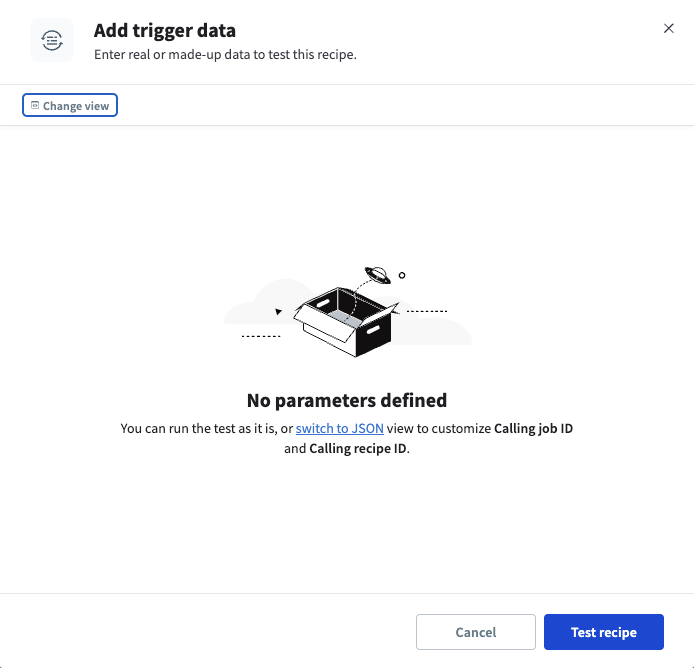 Add trigger data
Enter real or made-up data to test this recipe.
Change view
No parameters defined
You can run the test as it is, or switch to JSON view to customize Calling job ID
and Calling recipe ID.
Cancel
Test recipe